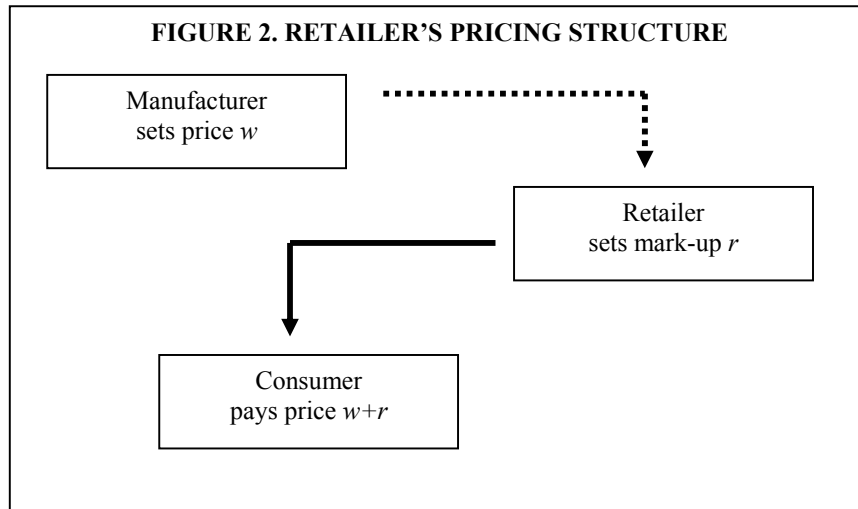 FIGURE 2. RETAILER’S PRICING STRUCTURE
Manufacturer
sets price w
Retailer
sets mark-up r
Consumer
pays price w+r